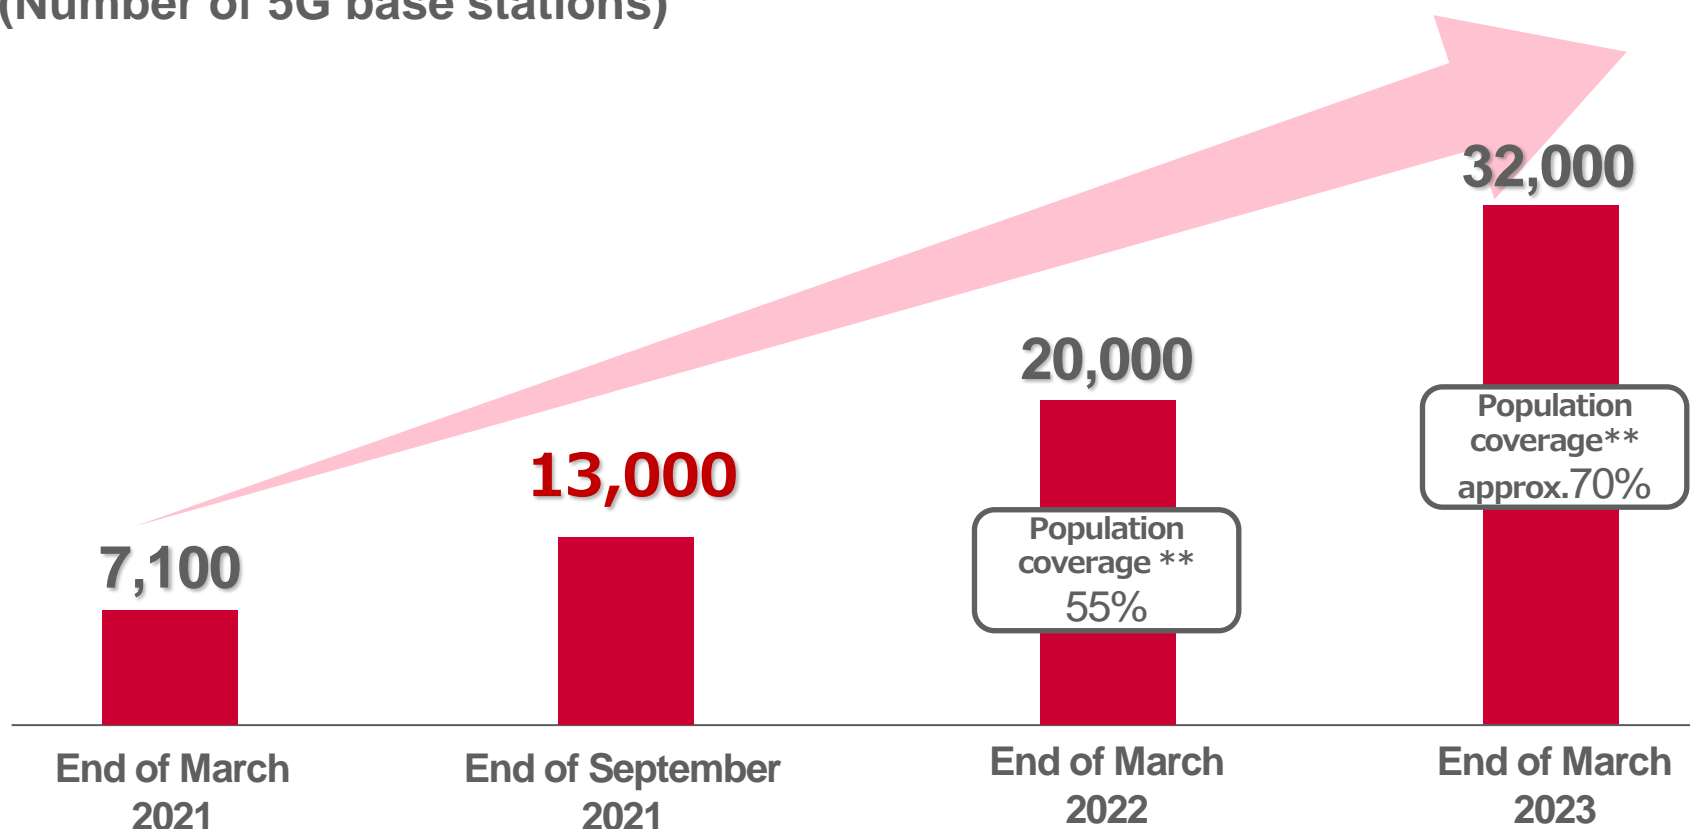 (Number of 5G base stations)
32,000
20,000
13,000
7,100
Population
coverage**
approx.70%
Population
coverage **
55%
End of March
2021
End of September
2021
End of March
2022
End of March
2023